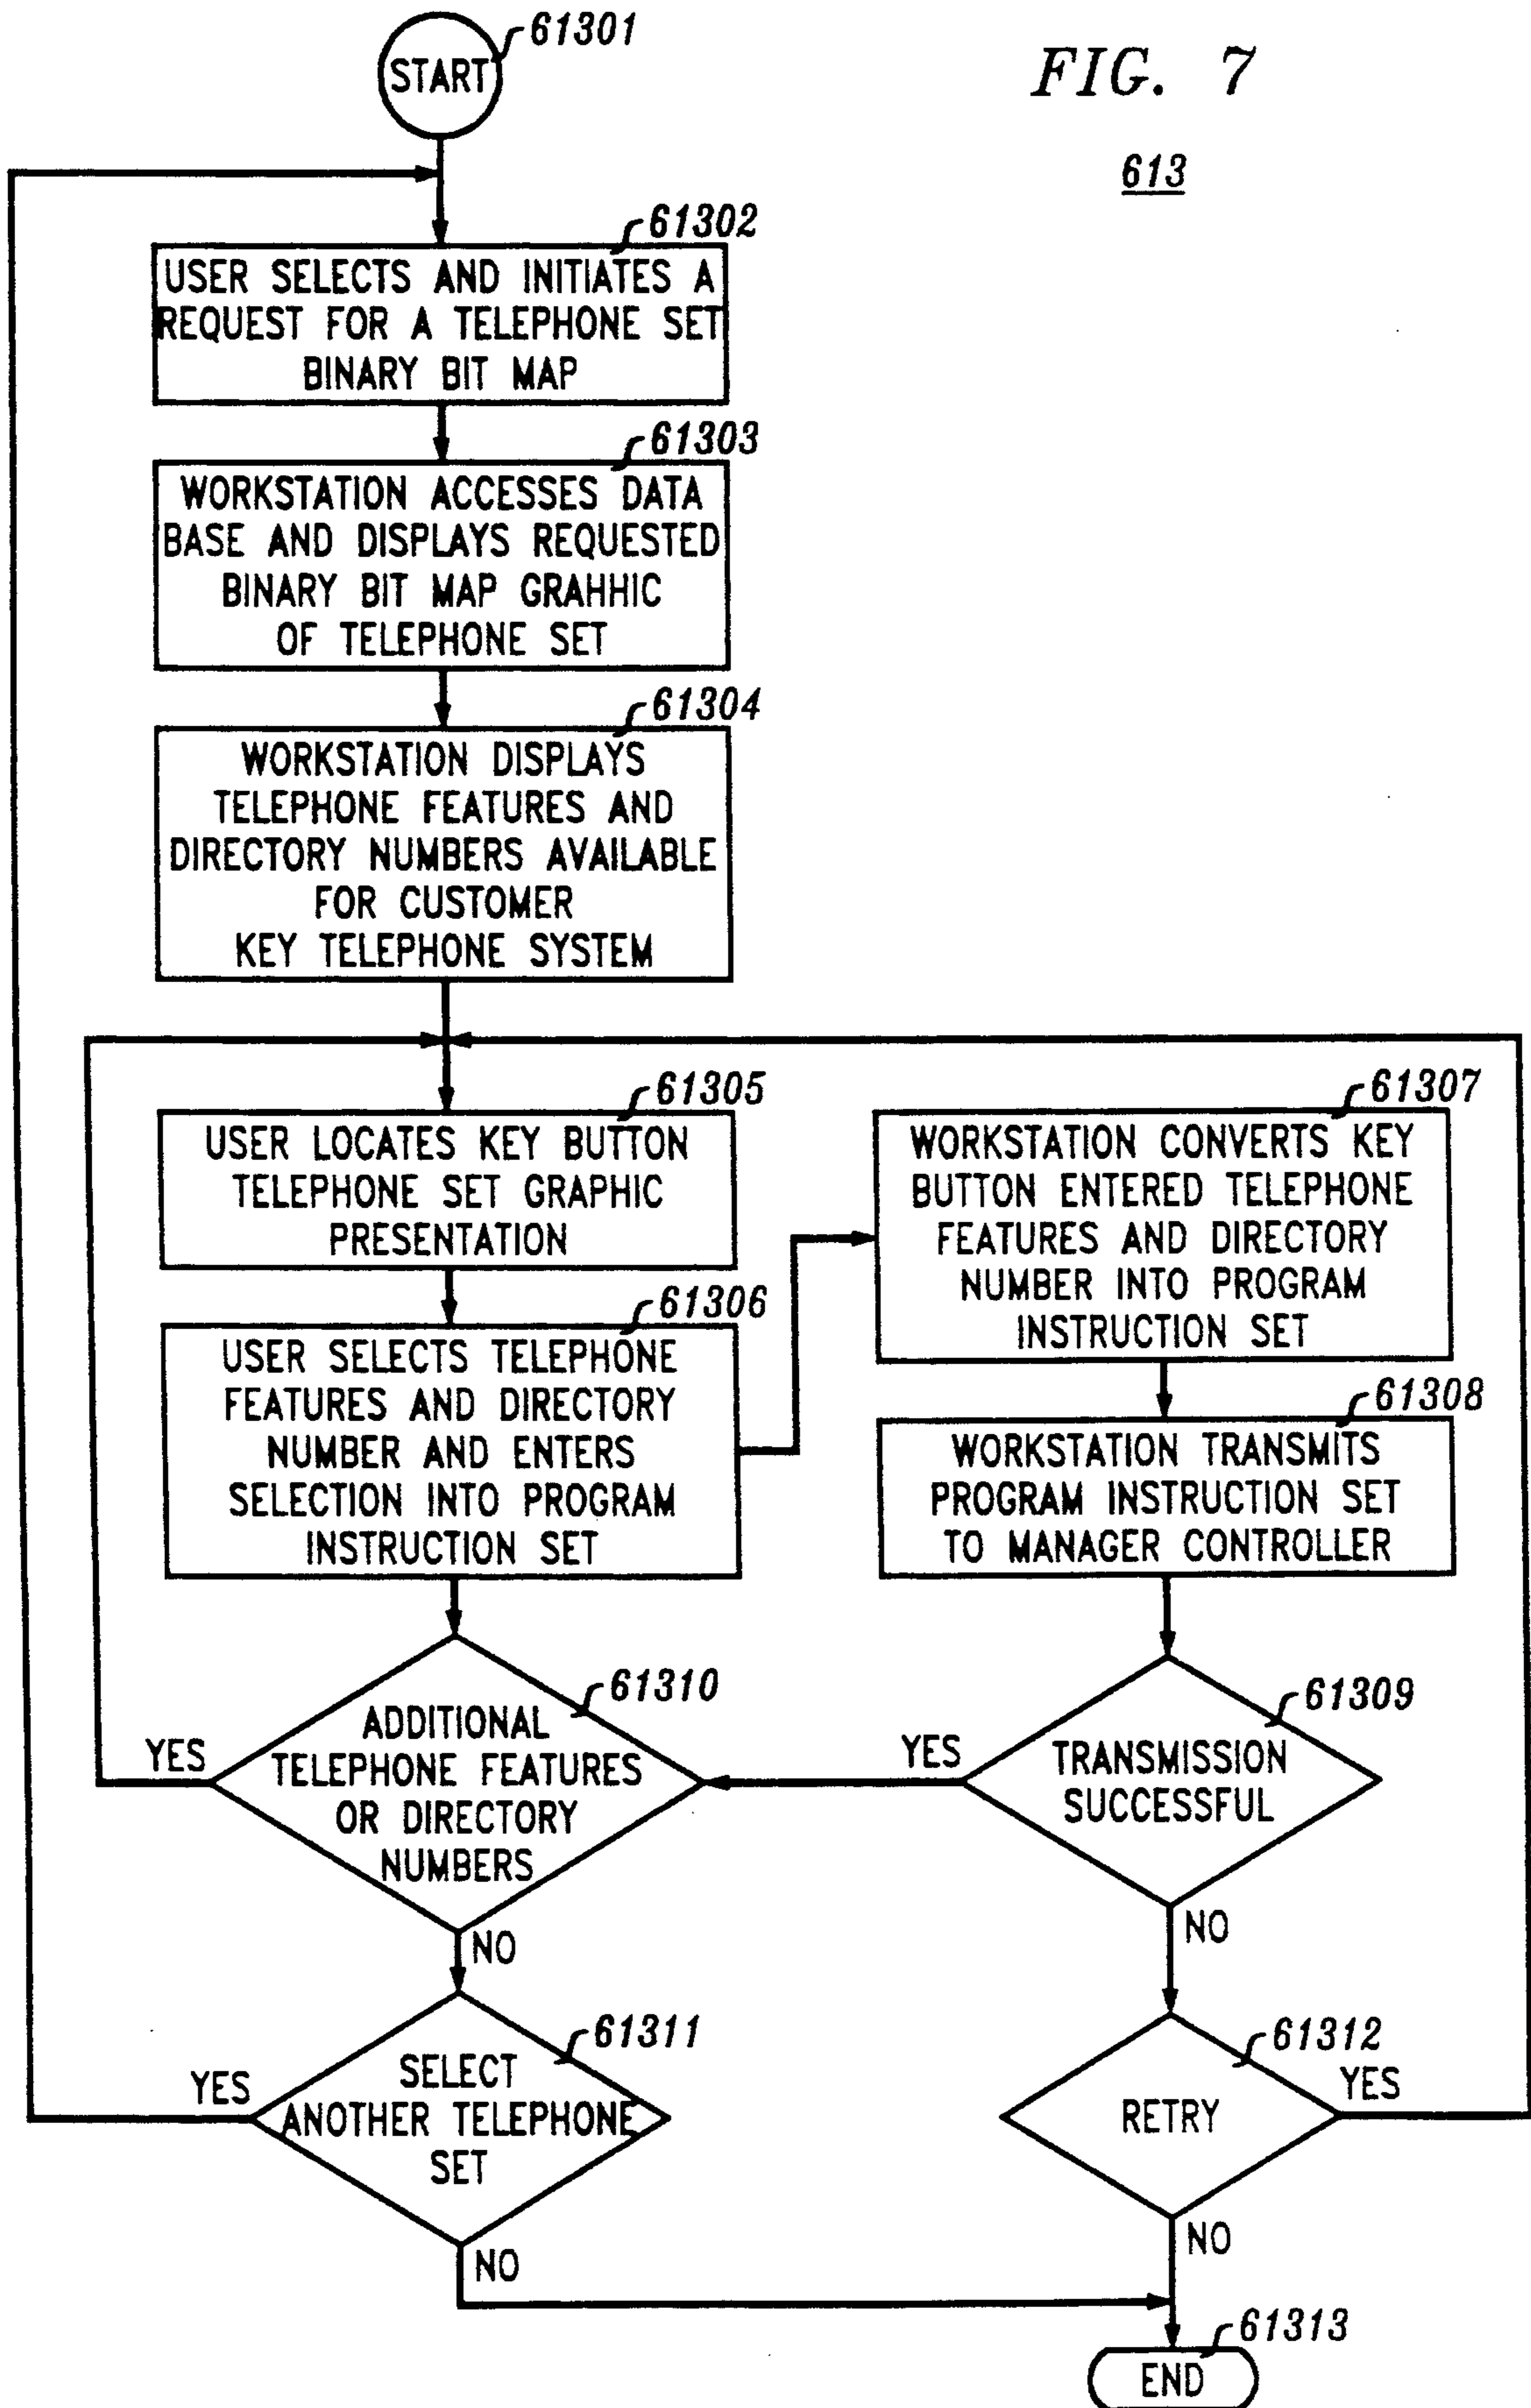 61301
START
FIG. 7
613
61302
USER SELECTS AND INITIATES A
REQUEST FOR A TELEPHONE SET
BINARY BIT MAP
61303
WORKSTATION ACCESSES DATA
BASE AND DISPLAYS REQUESTED
BINARY BIT MAP GRAHHIC
OF TELEPHONE SET
61304
WORKSTATION DISPLAYS
TELEPHONE FEATURES AND
DIRECTORY NUMBERS AVAILABLE
FOR CUSTOMER
KEY TELEPHONE SYSTEM
61305
USER LOCATES KEY BUTTON
TELEPHONE SET GRAPHIC
PRESENTATION
61306
USER SELECTS TELEPHONE
FEATURES AND DIRECTORY
NUMBER AND ENTERS
SELECTION INTO PROGRAM
INSTRUCTION SET
61307
WORKSTATION CONVERTS KEY
BUTTON ENTERED TELEPHONE
FEATURES AND DIRECTORY
NUMBER INTO PROGRAM
INSTRUCTION SET
61308
WORKSTATION TRANSMITS
PROGRAM INSTRUCTION SET
TO MANAGER CONTROLLER
61310
ADDITIONAL
TELEPHONE FEATURES
OR DIRECTORY
NUMBERS
YES
NO
61309
TRANSMISSION
SUCCESSFUL
YES
NO
61311
SELECT
ANOTHER TELEPHONE
SET
YES
NO
61312
RETRY
YES
NO
61313
END